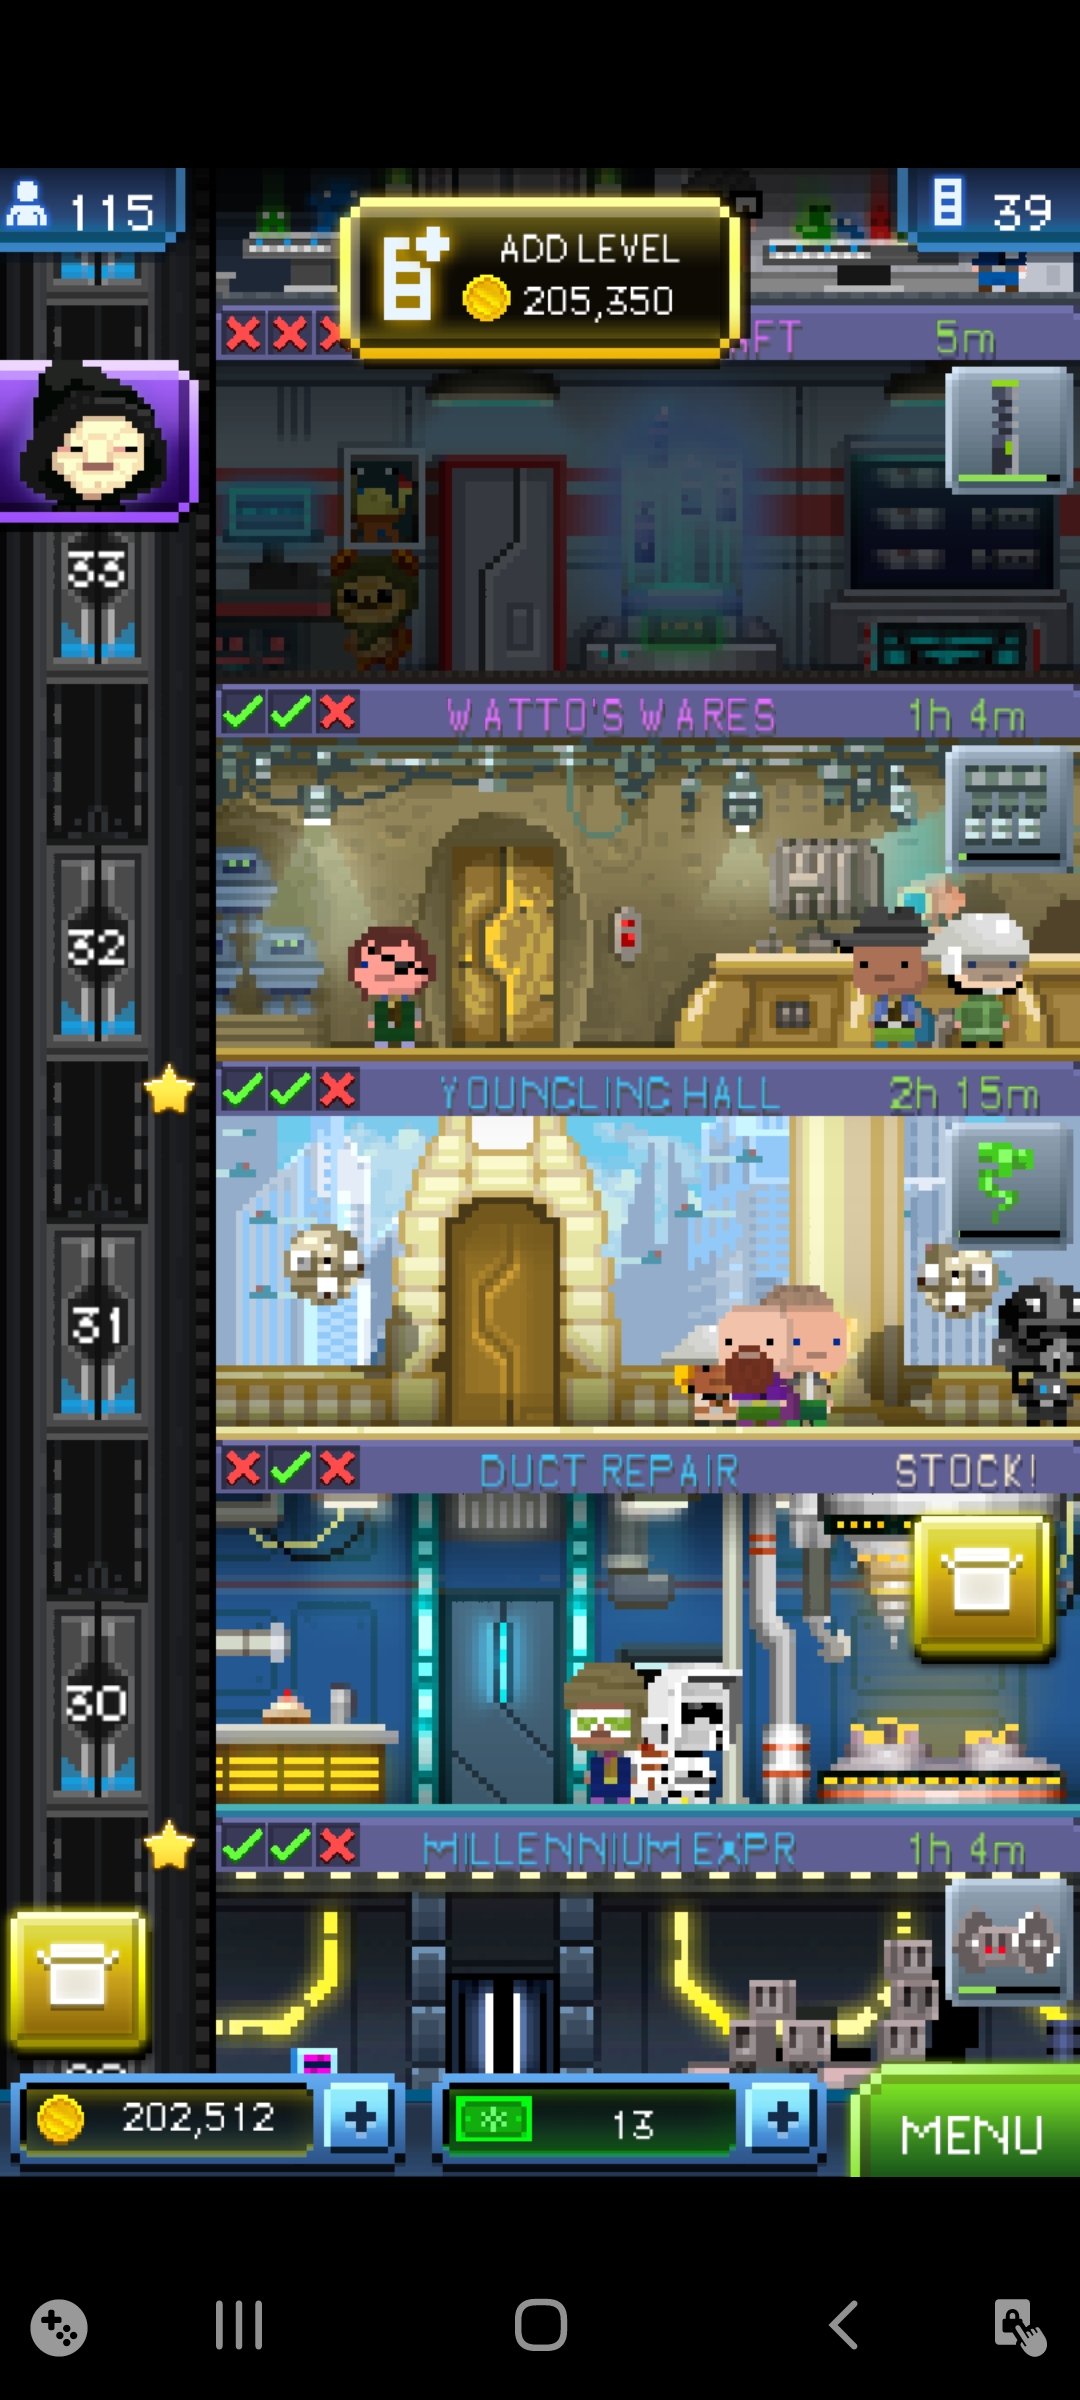 115
39
ADD LEVEL
205,350
FT 5m
33
WATTO'S WARES 1h 4m
32
YOUNGLING HALL 2h 15m
31
DUCT REPAIR STOCK!
30
MILLENNIUM EXPR 1h 4m
202,512
13
MENU